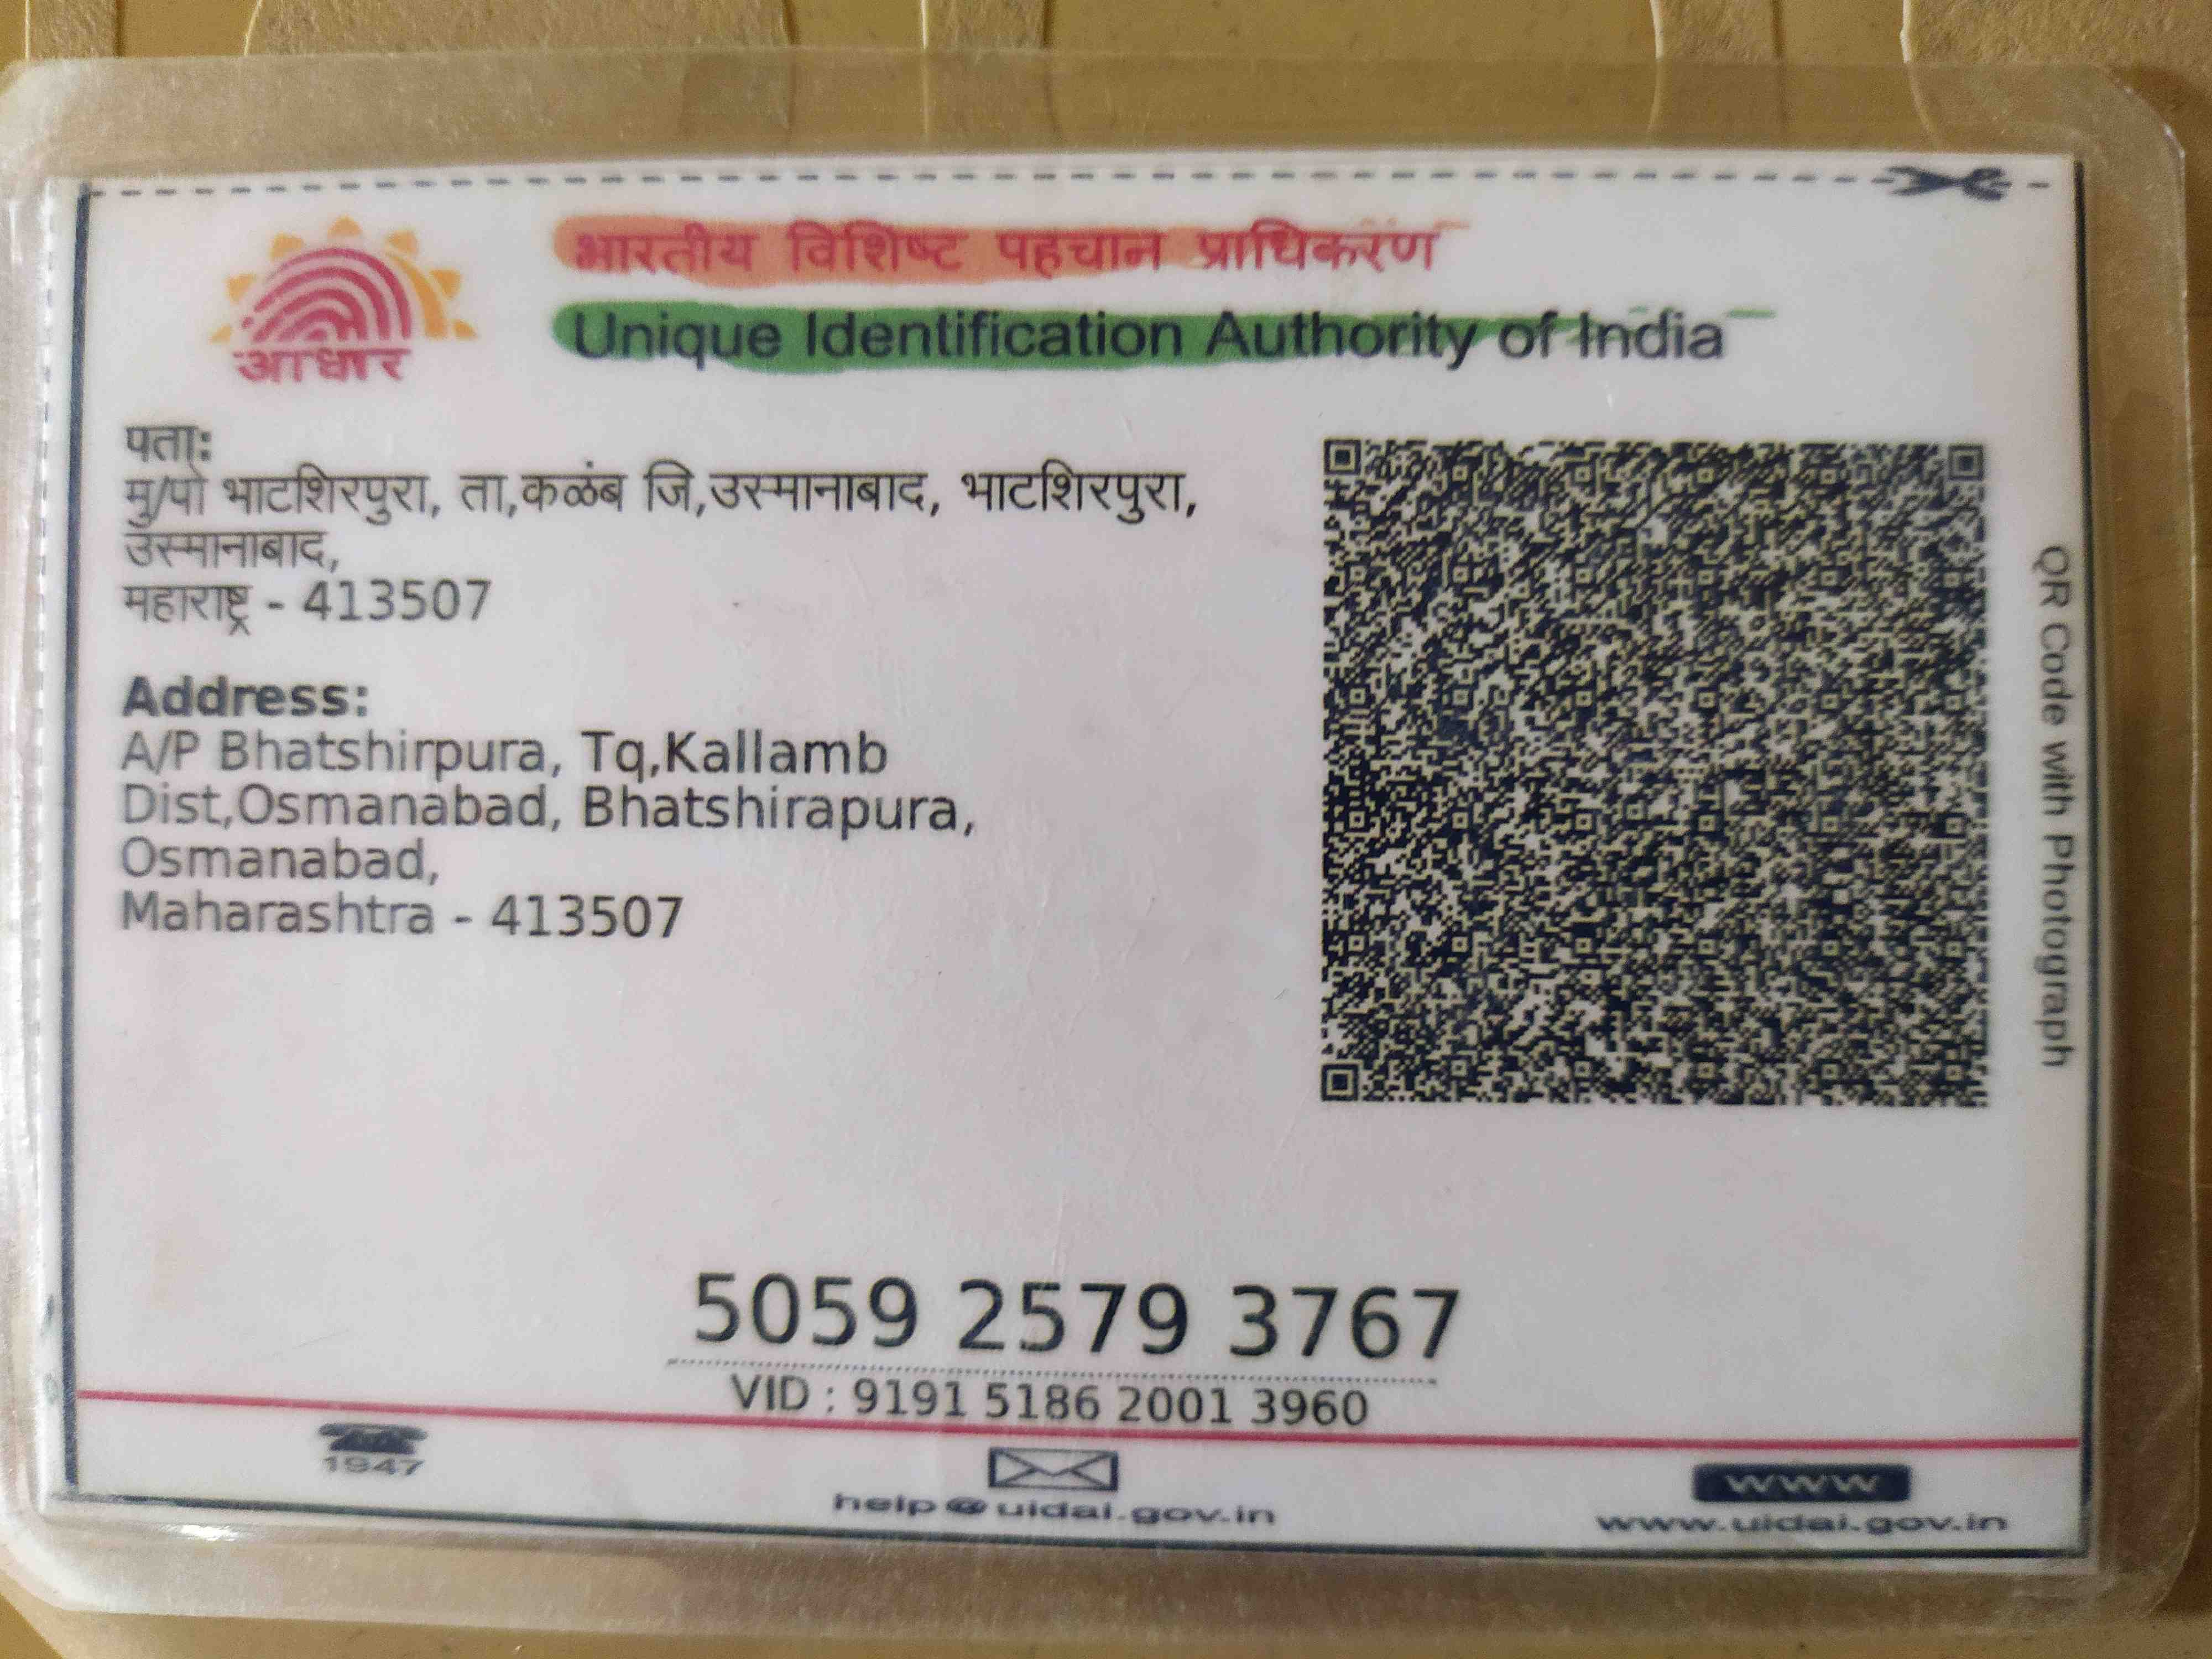 आधार
भारतीय विशिष्ट पहचान प्राधिकरण
Unique Identification Authority of India
पता:
मु/पो भाटशिरपुरा, ता,कळंब जि,उस्मानाबाद, भाटशिरपुरा,
उस्मानाबाद,
महाराष्ट्र - 413507
Address:
A/P Bhatshirpura, Tq,Kallamb
Dist,Osmanabad, Bhatshirapura,
Osmanabad,
Maharashtra - 413507
QR Code with Photograph
5059 2579 3767
VID : 9191 5186 2001 3960
1947
help@uidai.gov.in
www
www.uidai.gov.in